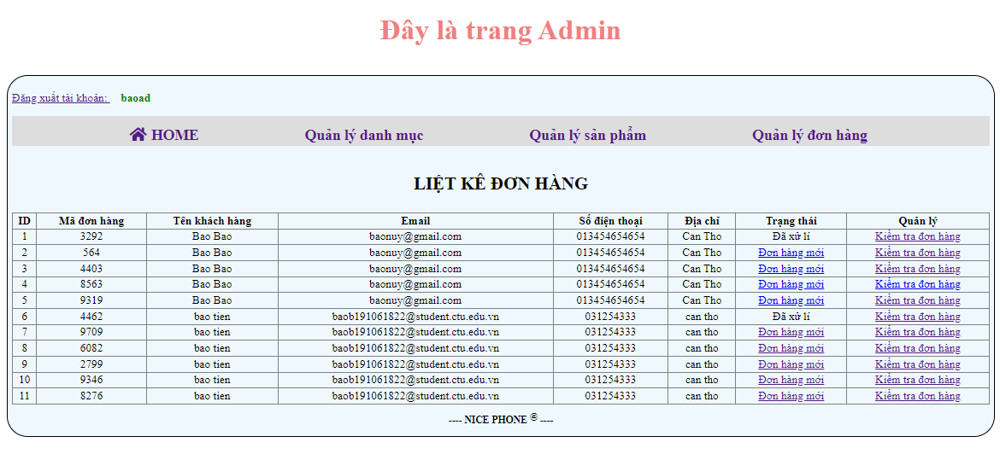 Đây là trang Admin
Đăng xuất tài khoản: baoad
HOME Quản lý danh mục Quản lý sản phẩm Quản lý đơn hàng
LIỆT KÊ ĐƠN HÀNG
ID Mã đơn hàng Tên khách hàng Email Số điện thoại Địa chỉ Trạng thái Quản lý
1 3292 Bao Bao baonuy@gmail.com 013454654654 Can Tho Đã xử lí Kiểm tra đơn hàng
2 564 Bao Bao baonuy@gmail.com 013454654654 Can Tho Đơn hàng mới Kiểm tra đơn hàng
3 4403 Bao Bao baonuy@gmail.com 013454654654 Can Tho Đơn hàng mới Kiểm tra đơn hàng
4 8563 Bao Bao baonuy@gmail.com 013454654654 Can Tho Đơn hàng mới Kiểm tra đơn hàng
5 9319 Bao Bao baonuy@gmail.com 013454654654 Can Tho Đơn hàng mới Kiểm tra đơn hàng
6 4462 bao tien baob191061822@student.ctu.edu.vn 031254333 can tho Đã xử lí Kiểm tra đơn hàng
7 9709 bao tien baob191061822@student.ctu.edu.vn 031254333 can tho Đơn hàng mới Kiểm tra đơn hàng
8 6082 bao tien baob191061822@student.ctu.edu.vn 031254333 can tho Đơn hàng mới Kiểm tra đơn hàng
9 2799 bao tien baob191061822@student.ctu.edu.vn 031254333 can tho Đơn hàng mới Kiểm tra đơn hàng
10 9346 bao tien baob191061822@student.ctu.edu.vn 031254333 can tho Đơn hàng mới Kiểm tra đơn hàng
11 8276 bao tien baob191061822@student.ctu.edu.vn 031254333 can tho Đơn hàng mới Kiểm tra đơn hàng
---- NICE PHONE @ ----